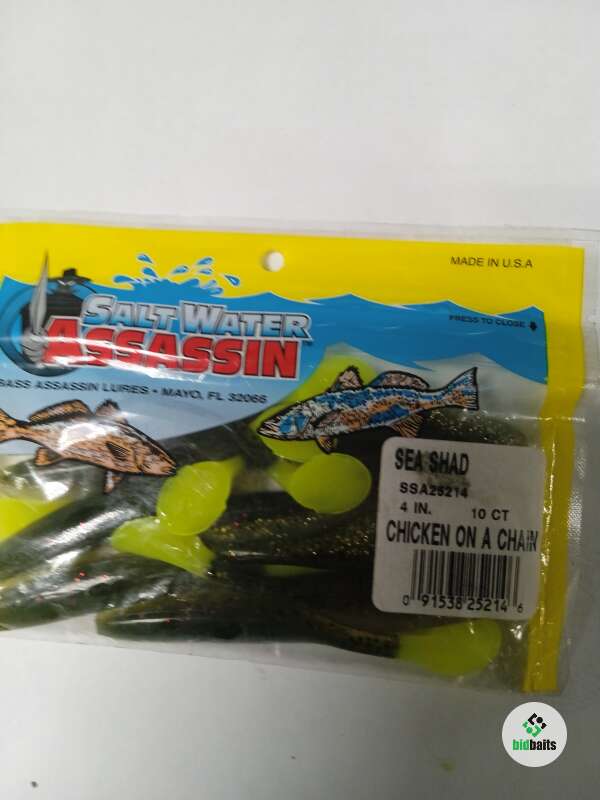 MADE IN U.S.A
PRESS TO CLOSE
SALT WATER
ASSASSIN
BASS ASSASSIN LURES • MAYO, FL 32066
SEA SHAD
SSA25214
4 IN. 10 CT
CHICKEN ON A CHAIN
0 91538 25214 6
bidbaits